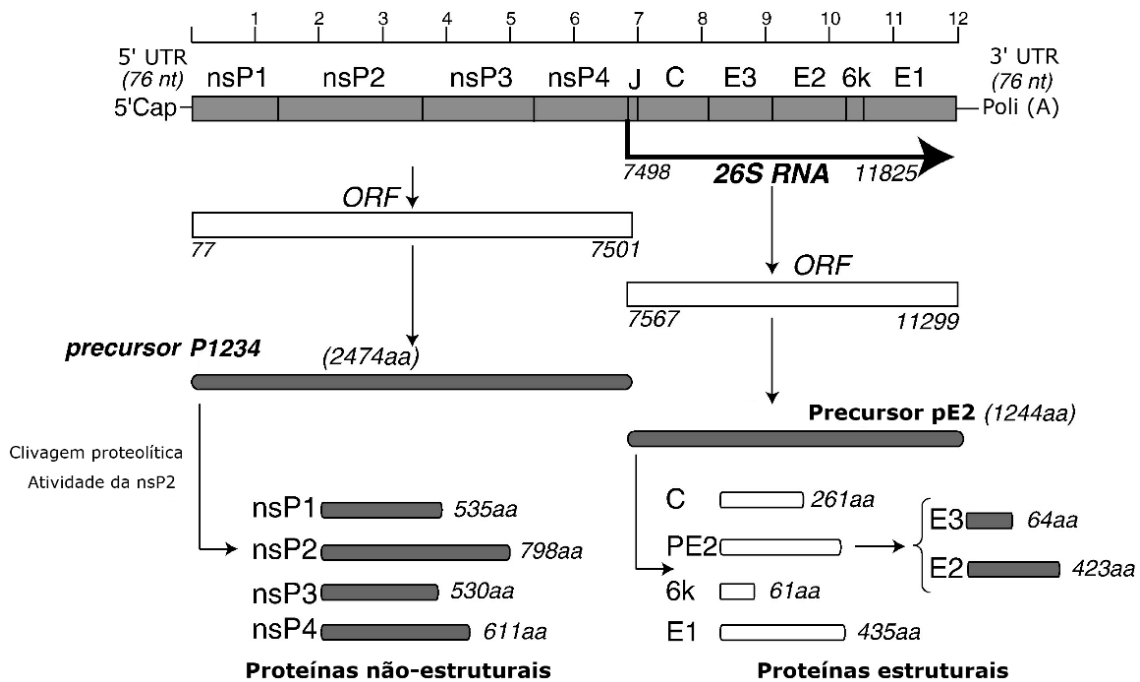 1 2 3 4 5 6 7 8 9 10 11 12
5' UTR
(76 nt)
3' UTR
(76 nt)
nsP1 nsP2 nsP3 nsP4 J C E3 E2 6k E1
5'Cap
Poli (A)
7498 26S RNA 11825
ORF
77 7501
ORF
7567 11299
precursor P1234 (2474aa)
Precursor pE2 (1244aa)
Clivagem proteolítica
Atividade da nsP2
nsP1 535aa
nsP2 798aa
nsP3 530aa
nsP4 611aa
Proteínas não-estruturais
C 261aa
PE2
E3 64aa
E2 423aa
6k 61aa
E1 435aa
Proteínas estruturais